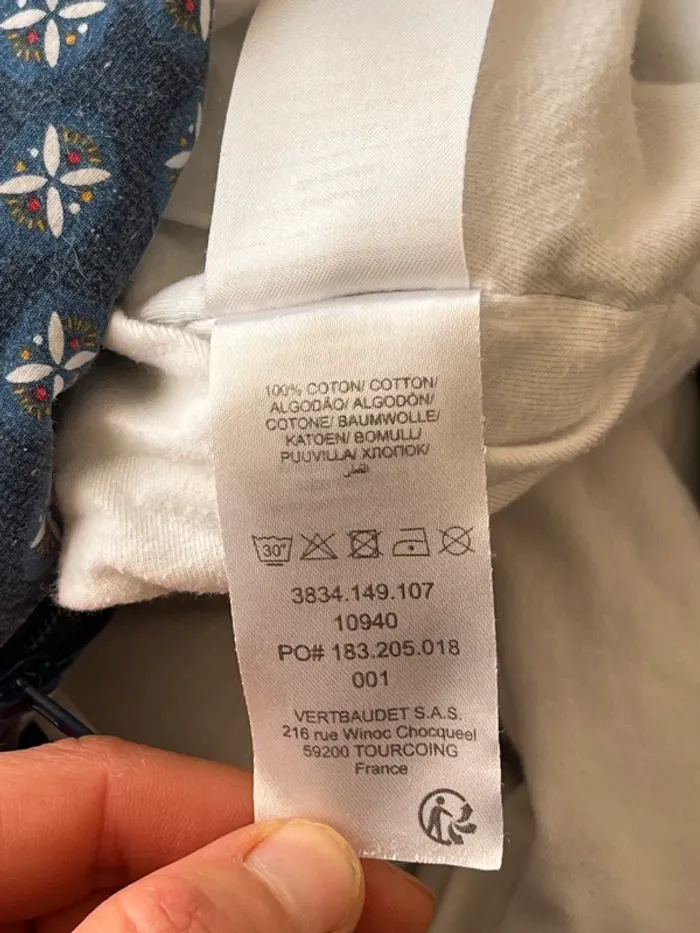 100% COTON/ COTTON/
ALGODÃO/ ALGODÓN/
COTONE/ BAUMWOLLE/
KATOEN/ BOMULL/
PUUVILLA/ ХЛОПОК/
القطن
30°
3834.149.107
10940
PO# 183.205.018
001
VERTBAUDET S.A.S.
216 rue Winoc Chocqueel
59200 TOURCOING
France